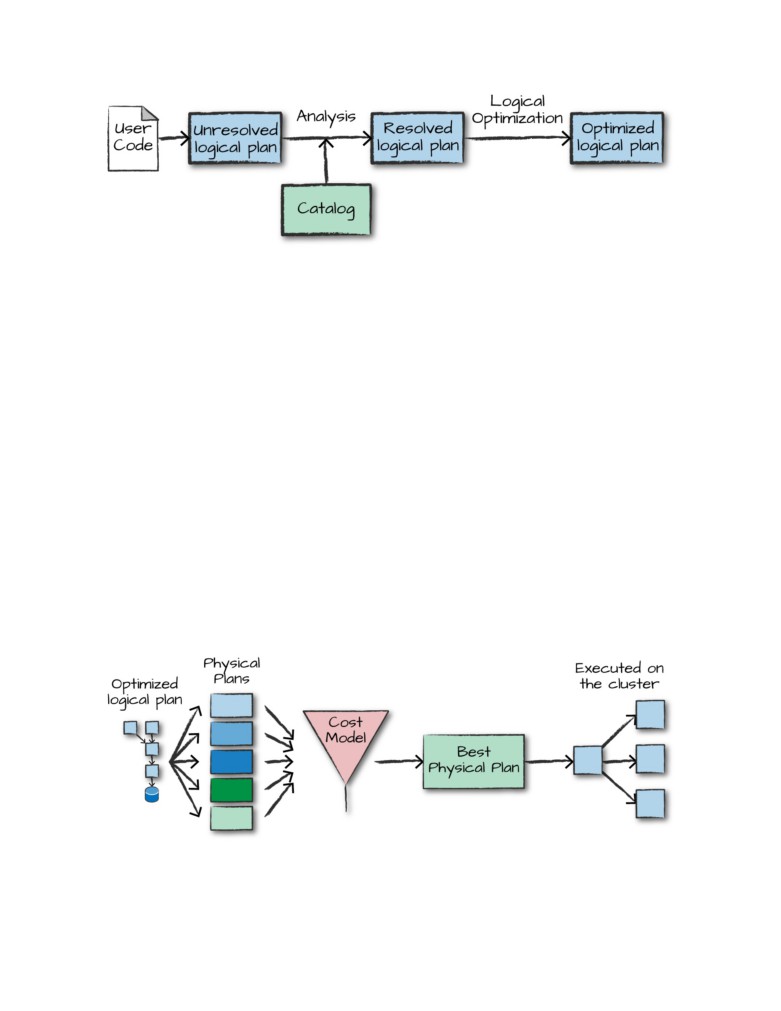 User
Code
Unresolved
logical plan
Analysis
Catalog
Resolved
logical plan
Logical
Optimization
Optimized
logical plan
Optimized
logical plan
Physical
Plans
Cost
Model
Best
Physical Plan
Executed on
the cluster